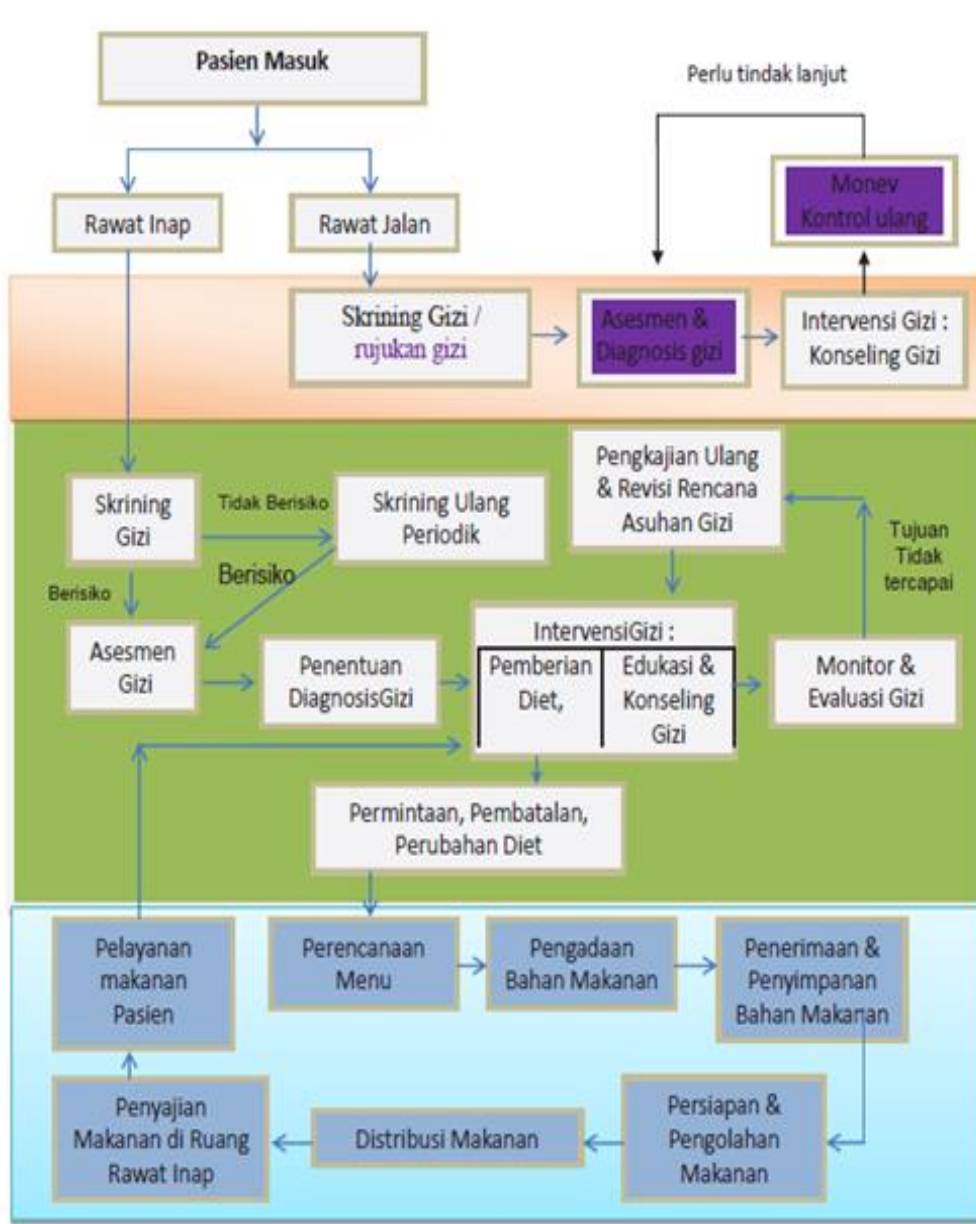 Pasien Masuk
Perlu tindak lanjut
Rawat Inap
Rawat Jalan
Monev
Kontrol ulang
Skrining Gizi /
rujukan gizi
Asesmen &
Diagnosis gizi
Intervensi Gizi :
Konseling Gizi
Skrining
Gizi
Tidak Berisiko
Skrining Ulang
Periodik
Pengkajian Ulang
& Revisi Rencana
Asuhan Gizi
Tujuan
Tidak
tercapai
Berisiko
Berisiko
Asesmen
Gizi
Penentuan
DiagnosisGizi
IntervensiGizi :
Pemberian
Diet,
Edukasi &
Konseling
Gizi
Monitor &
Evaluasi Gizi
Permintaan, Pembatalan,
Perubahan Diet
Pelayanan
makanan
Pasien
Perencanaan
Menu
Pengadaan
Bahan Makanan
Penerimaan &
Penyimpanan
Bahan Makanan
Penyajian
Makanan di Ruang
Rawat Inap
Distribusi Makanan
Persiapan &
Pengolahan
Makanan